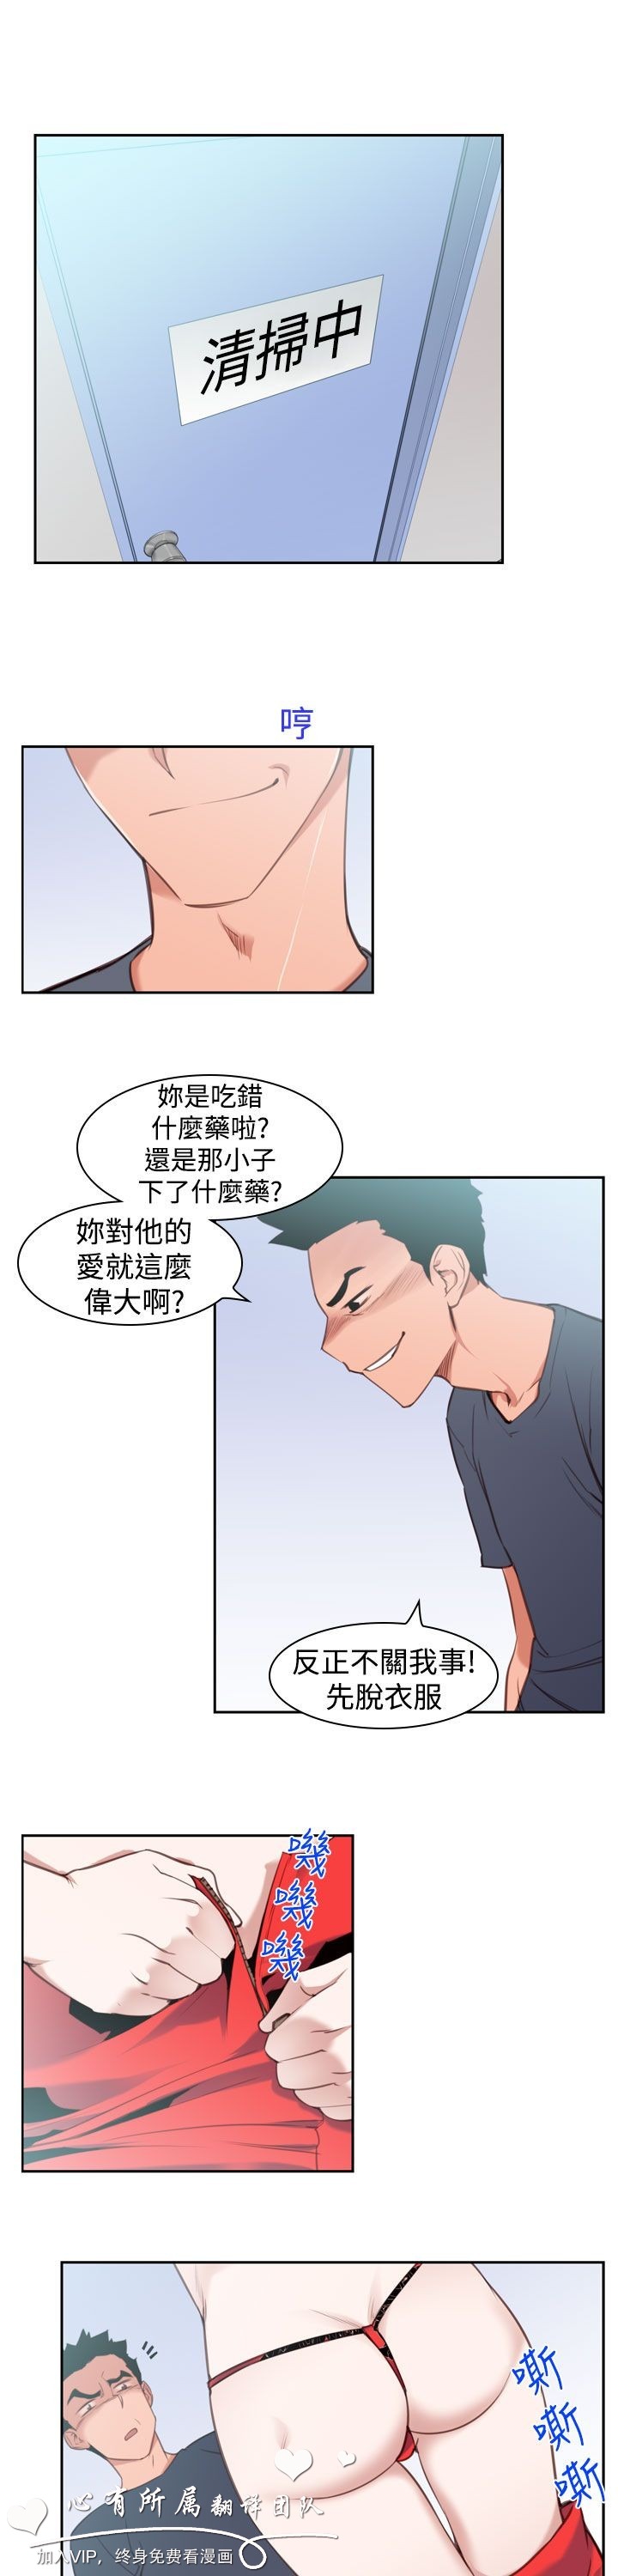 清掃中
哼
妳是吃錯
什麼藥啦?
還是那小子
下了什麼藥?
妳對他的
愛就這麼
偉大啊?
反正不關我事!
先脫衣服
嘰
嘰
嘰
嘶
嘶
嘶
心有所属翻译团队
加入VIP，终身免费看漫画